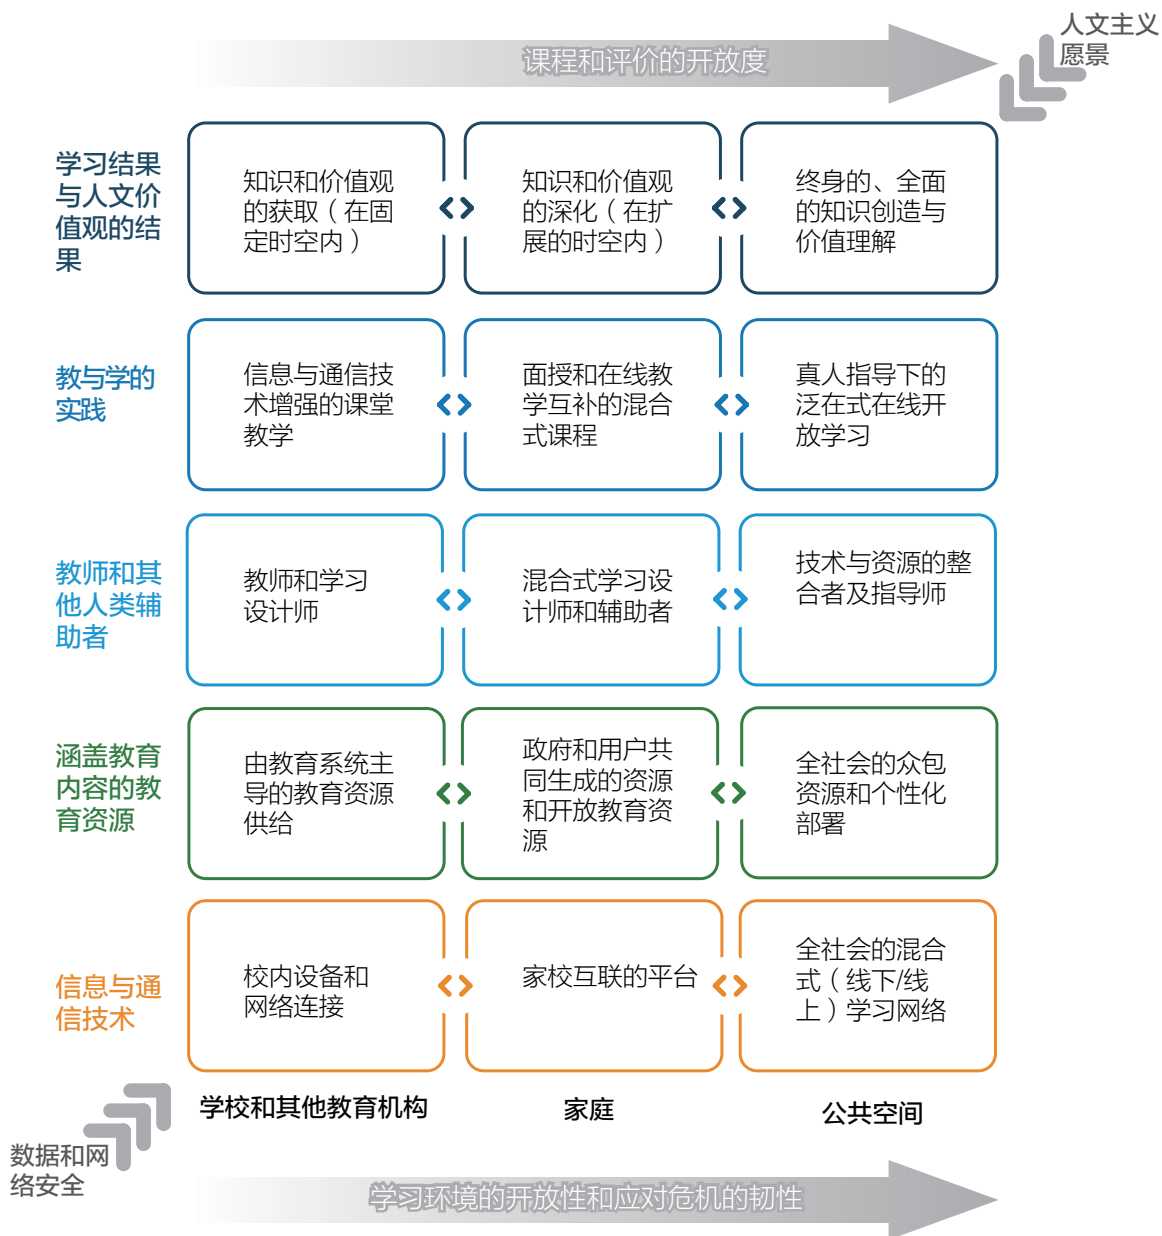 人文主义
愿景
课程和评价的开放度
学习结果
与人文价
值观的结
果
知识和价值观
的获取（在固
定时空内）
知识和价值观
的深化（在扩
展的时空内）
终身的、全面
的知识创造与
价值理解
教与学的
实践
信息与通信技
术增强的课堂
教学
面授和在线教
学互补的混合
式课程
真人指导下的
泛在式在线开
放学习
教师和其
他人类辅
助者
教师和学习
设计师
混合式学习设
计师和辅助者
技术与资源的整
合者及指导师
涵盖教育
内容的教
育资源
由教育系统主
导的教育资源
供给
政府和用户共
同生成的资源
和开放教育资
源
全社会的众包
资源和个性化
部署
信息与通
信技术
校内设备和
网络连接
家校互联的平台
全社会的混合
式（线下/线
上）学习网络
学校和其他教育机构
家庭
公共空间
数据和网
络安全
学习环境的开放性和应对危机的韧性